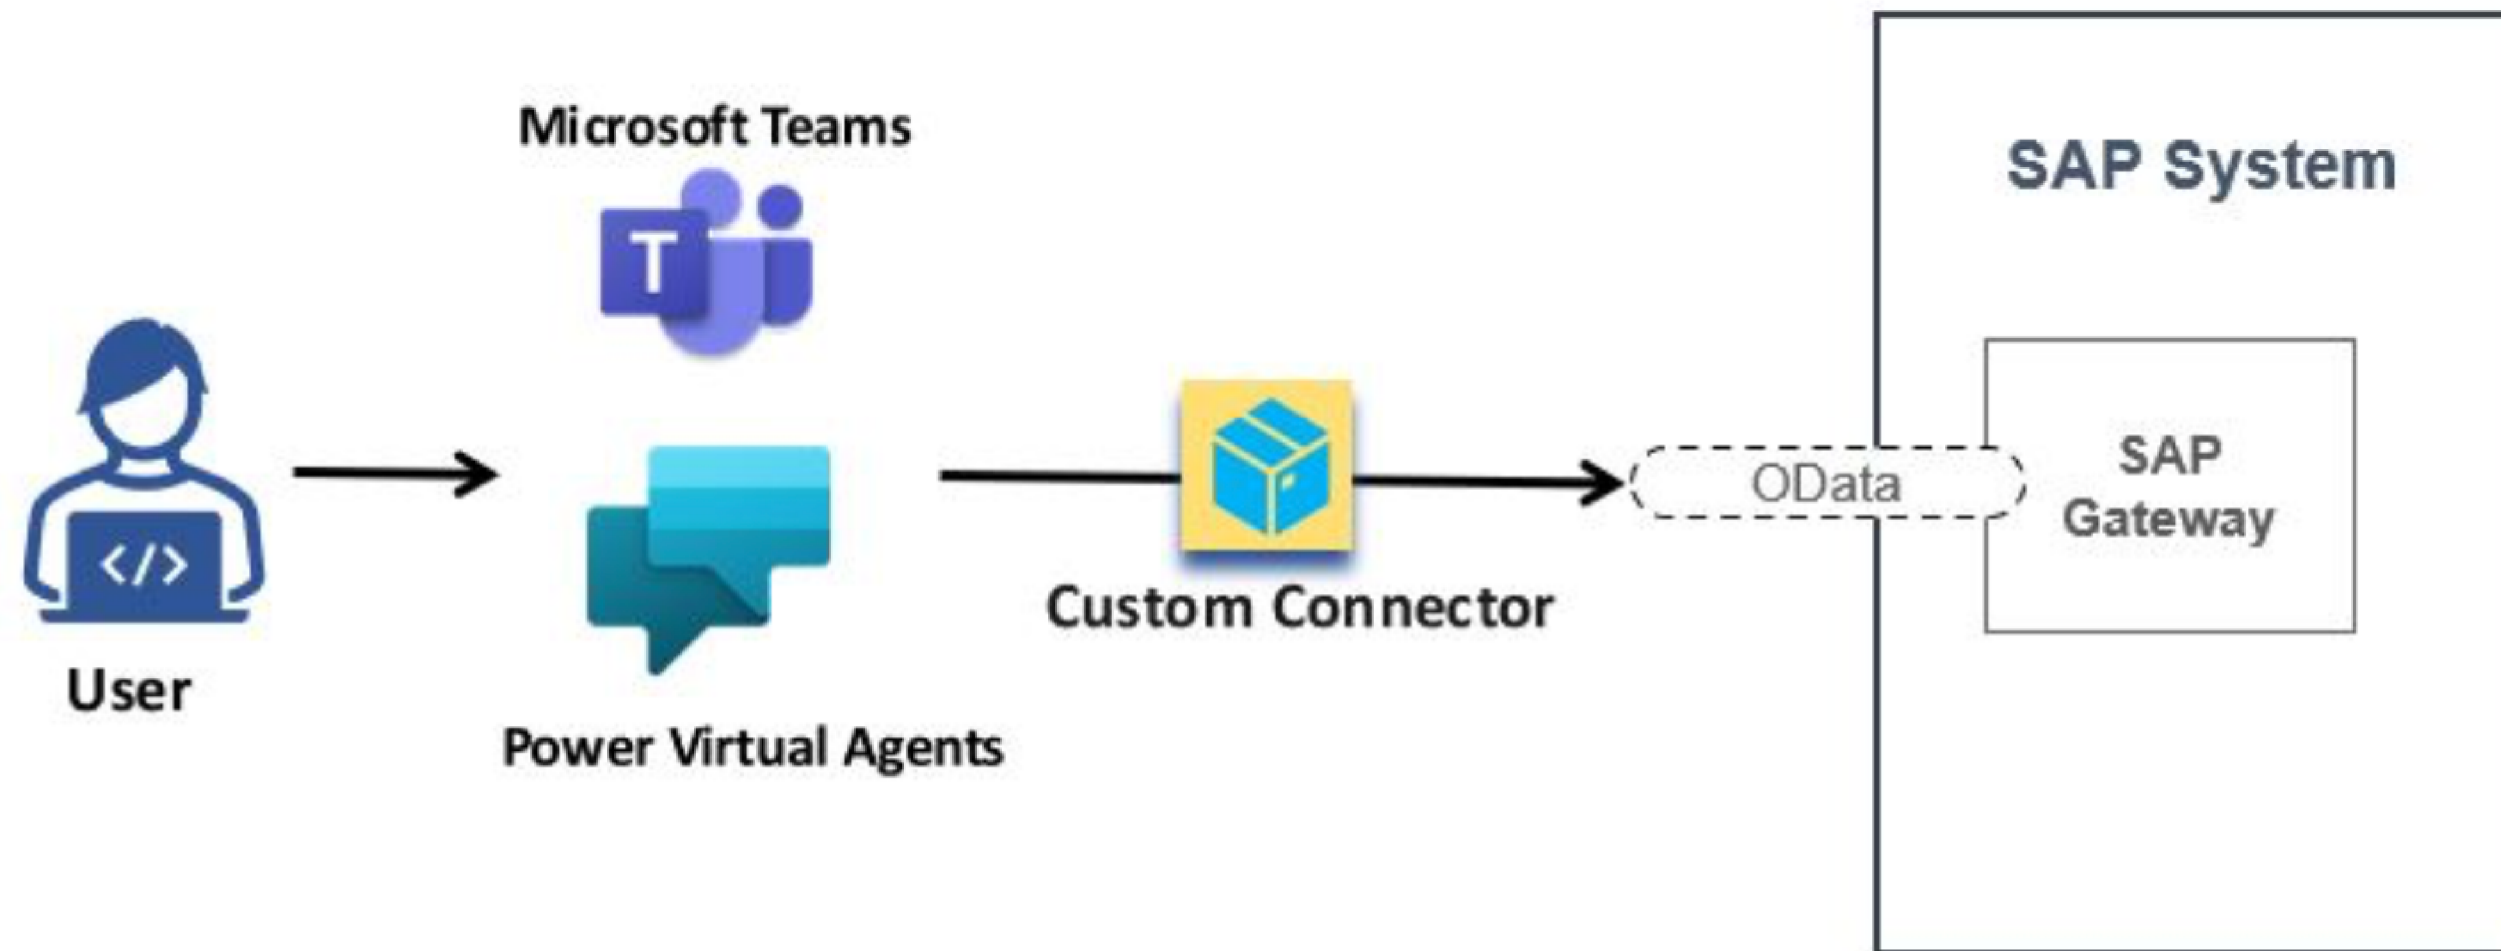 Microsoft Teams
T
</>
User
Power Virtual Agents
Custom Connector
OData
SAP System
SAP
Gateway